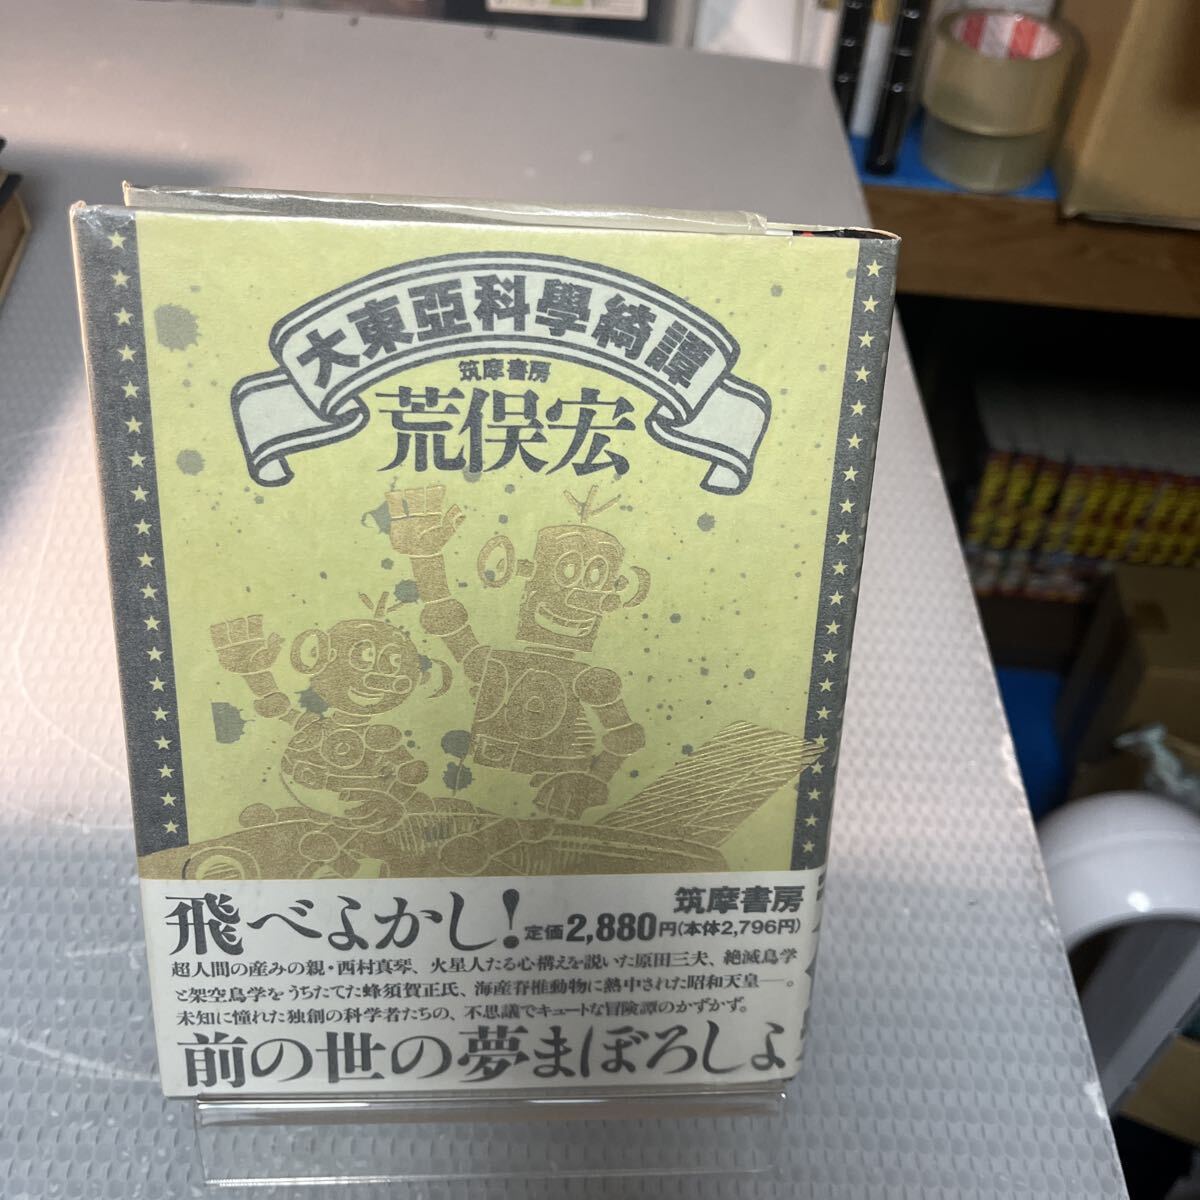 大東亞科學綺譚
筑摩書房
荒俣宏
飛べよかし!
筑摩書房
定価2,880円(本体2,796円)
超人間の産みの親・西村真琴、火星人たる心構えを説いた原田三夫、絶滅鳥学
と架空鳥学をうちたてた蜂須賀正氏、海産脊椎動物に熱中された昭和天皇―。
未知に憧れた独創の科学者たちの、不思議でキュートな冒険譚のかずかず。
前の世の夢まぼろしよ